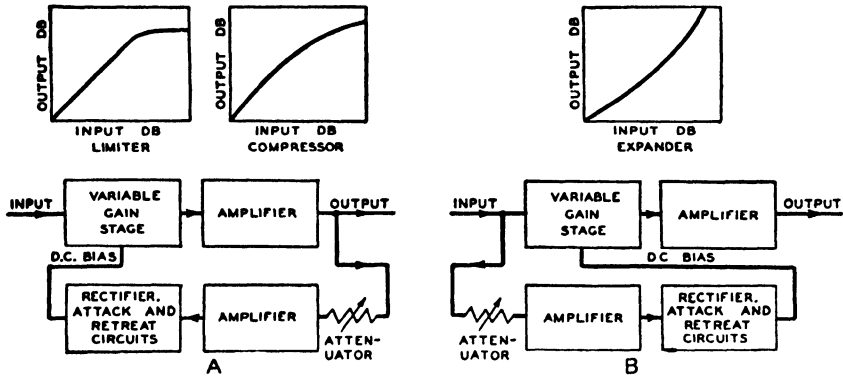 OUTPUT DB
INPUT DB
LIMITER
OUTPUT DB
INPUT DB
COMPRESSOR
OUTPUT DB
INPUT DB
EXPANDER
INPUT
VARIABLE
GAIN
STAGE
AMPLIFIER
OUTPUT
D.C. BIAS
RECTIFIER,
ATTACK AND
RETREAT
CIRCUITS
AMPLIFIER
ATTEN-
UATOR
A
INPUT
VARIABLE
GAIN
STAGE
AMPLIFIER
OUTPUT
DC BIAS
ATTEN-
UATOR
AMPLIFIER
RECTIFIER,
ATTACK AND
RETREAT
CIRCUITS
B